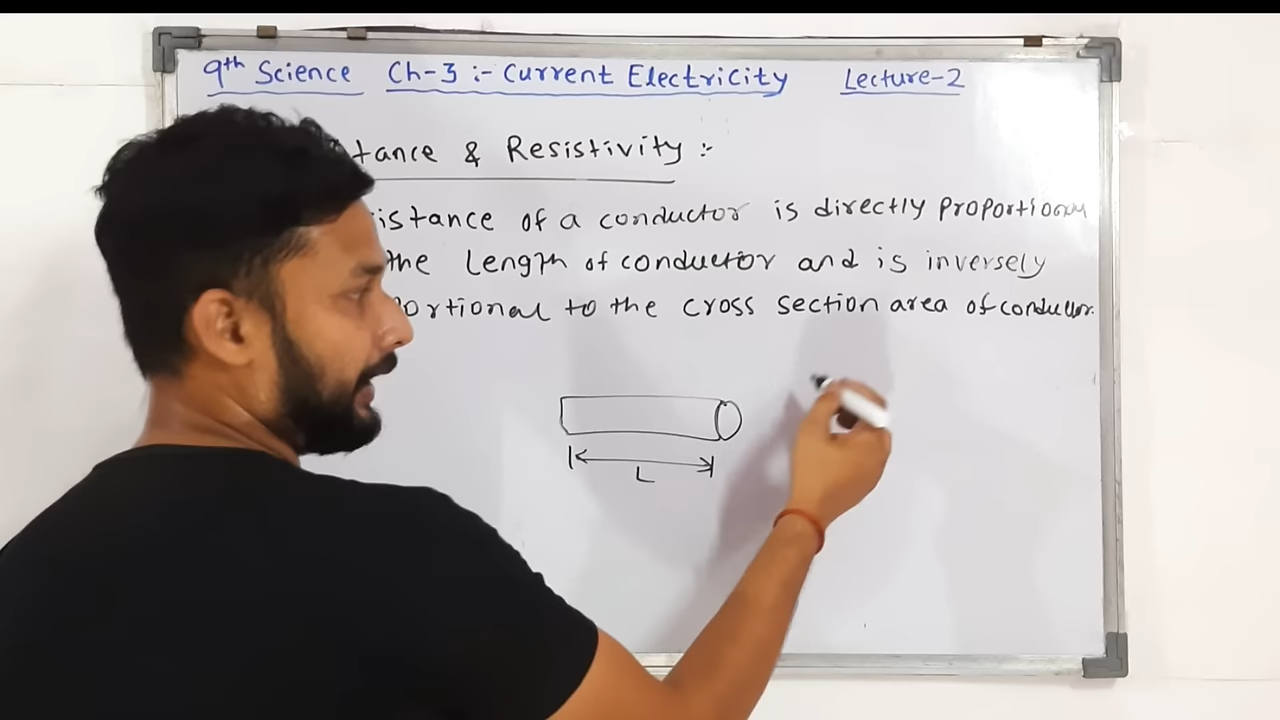 9th Science Ch-3 :- Current Electricity Lecture-2
tance & Resistivity :-
istance of a conductor is directly proportional
the Length of conductor and is inversely
ortional to the cross section area of conductor.
L